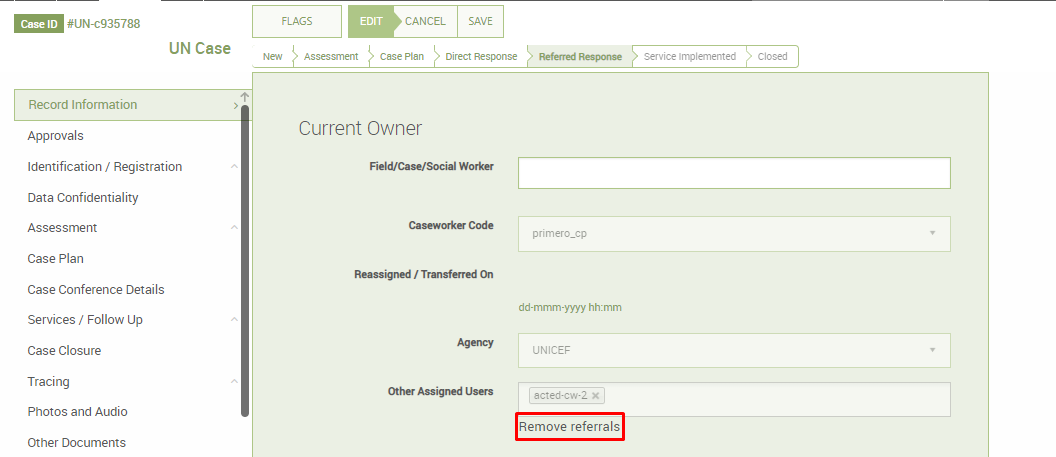 Case ID #UN-c935788
UN Case
FLAGS
EDIT CANCEL SAVE
New Assessment Case Plan Direct Response Referred Response Service Implemented Closed
Record Information
Approvals
Identification / Registration
Data Confidentiality
Assessment
Case Plan
Case Conference Details
Services / Follow Up
Case Closure
Tracing
Photos and Audio
Other Documents
Current Owner
Field/Case/Social Worker
Caseworker Code
primero_cp
Reassigned / Transferred On
dd-mmm-yyyy hh:mm
Agency
UNICEF
Other Assigned Users
acted-cw-2
Remove referrals